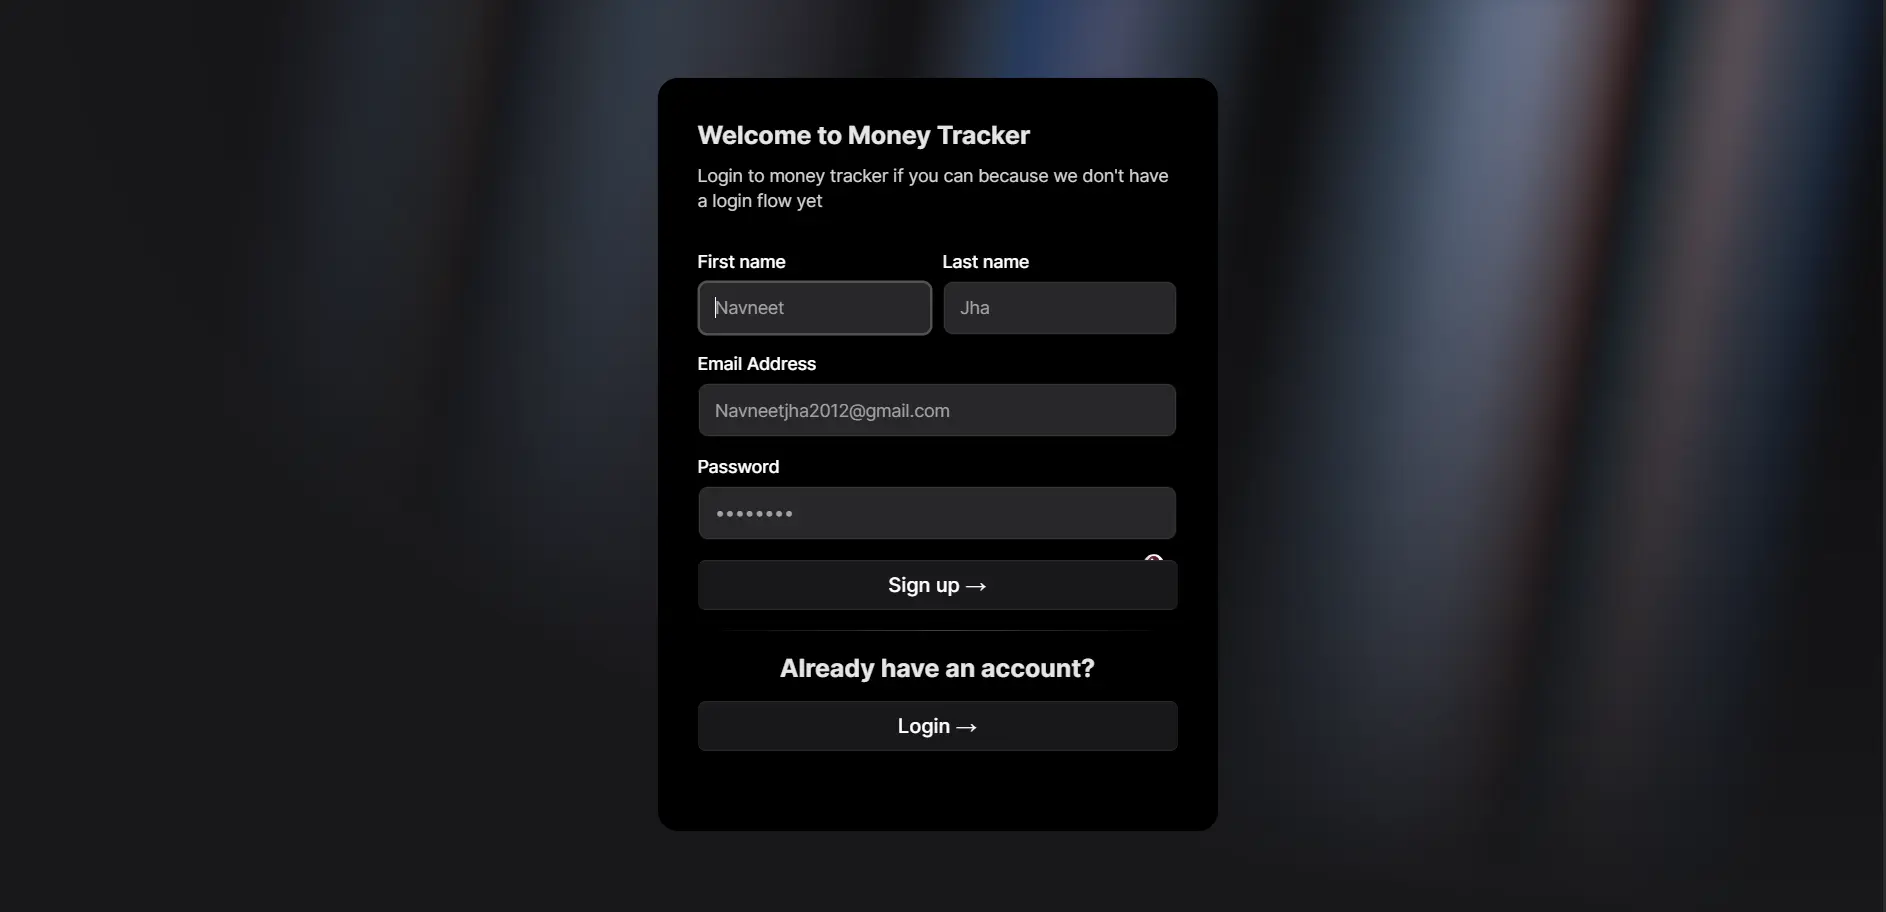 Welcome to Money Tracker
Login to money tracker if you can because we don't have
a login flow yet
First name
Last name
Navneet
Jha
Email Address
Navneetjha2012@gmail.com
Password
••••••••
Sign up →
Already have an account?
Login →